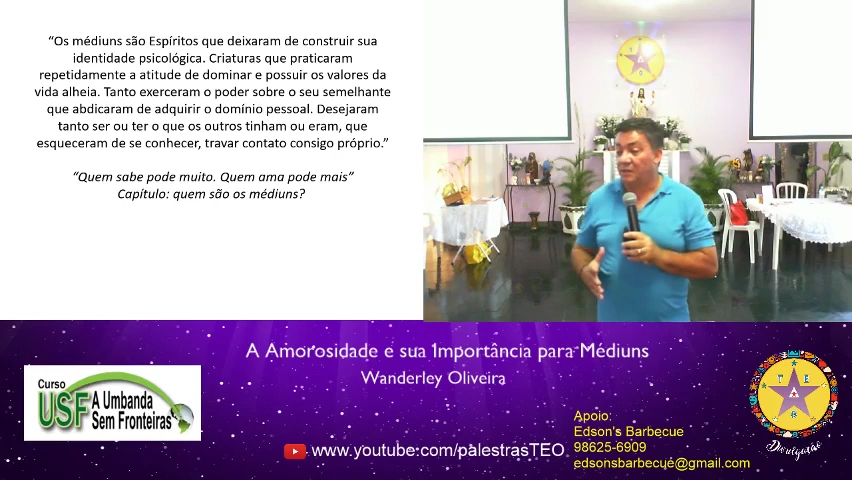 “Os médiuns são Espíritos que deixaram de construir sua
identidade psicológica. Criaturas que praticaram
repetidamente a atitude de dominar e possuir os valores da
vida alheia. Tanto exerceram o poder sobre o seu semelhante
que abdicaram de adquirir o domínio pessoal. Desejaram
tanto ser ou ter o que os outros tinham ou eram, que
esqueceram de se conhecer, travar contato consigo próprio.”
“Quem sabe pode muito. Quem ama pode mais”
Capítulo: quem são os médiuns?
A Amorosidade e sua Importância para Médiuns
Wanderley Oliveira
Curso
USF A Umbanda
Sem Fronteiras
www.youtube.com/palestrasTEO
Apoio:
Edson's Barbecue
98625-6909
edsonsbarbecue@gmail.com
Divulgação